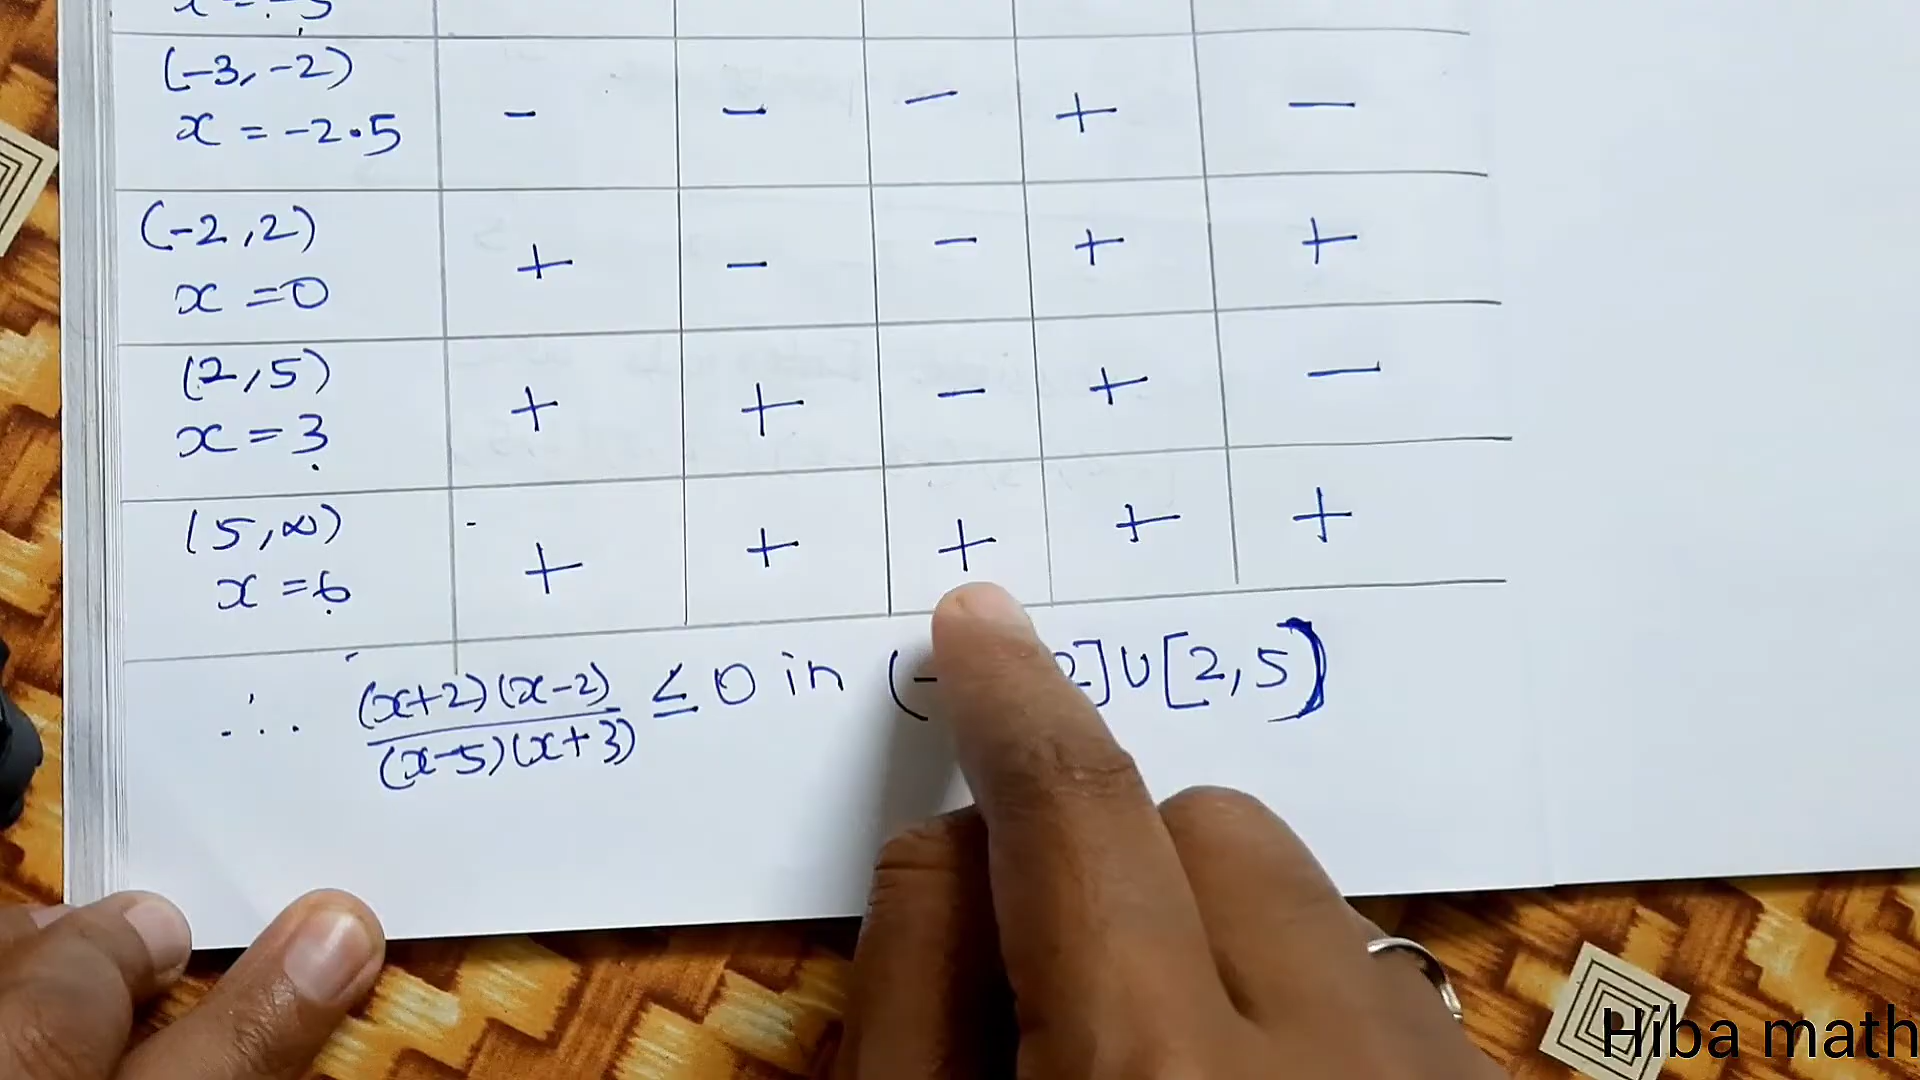 (-3, -2)
x = -2.5
- - - + -
(-2, 2)
x = 0
+ - - + +
(2, 5)
x = 3
+ + - + -
(5, ∞)
x = 6
+ + + + +
∴ (x+2)(x-2) ≤ 0 in (- 2] ∪ [2, 5)
(x-5)(x+3)
Hiba math